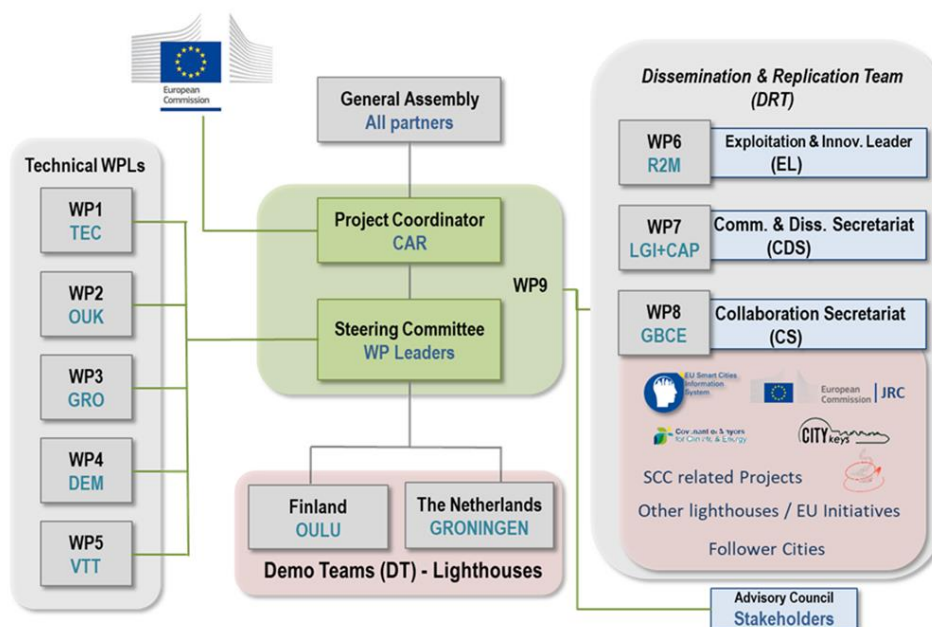 European
Commission
General Assembly
All partners
Technical WPLs
WP1
TEC
WP2
OUK
WP3
GRO
WP4
DEM
WP5
VTT
Project Coordinator
CAR
Steering Committee
WP Leaders
WP9
Finland
OULU
The Netherlands
GRONINGEN
Demo Teams (DT) - Lighthouses
Dissemination & Replication Team
(DRT)
WP6
R2M
Exploitation & Innov. Leader
(EL)
WP7
LGI+CAP
Comm. & Diss. Secretariat
(CDS)
WP8
GBCE
Collaboration Secretariat
(CS)
EU Smart Cities
Information
System
European
Commission
JRC
for Climate & Energy
CITY
keys
SCC related Projects
Other lighthouses / EU Initiatives
Follower Cities
Advisory Council
Stakeholders